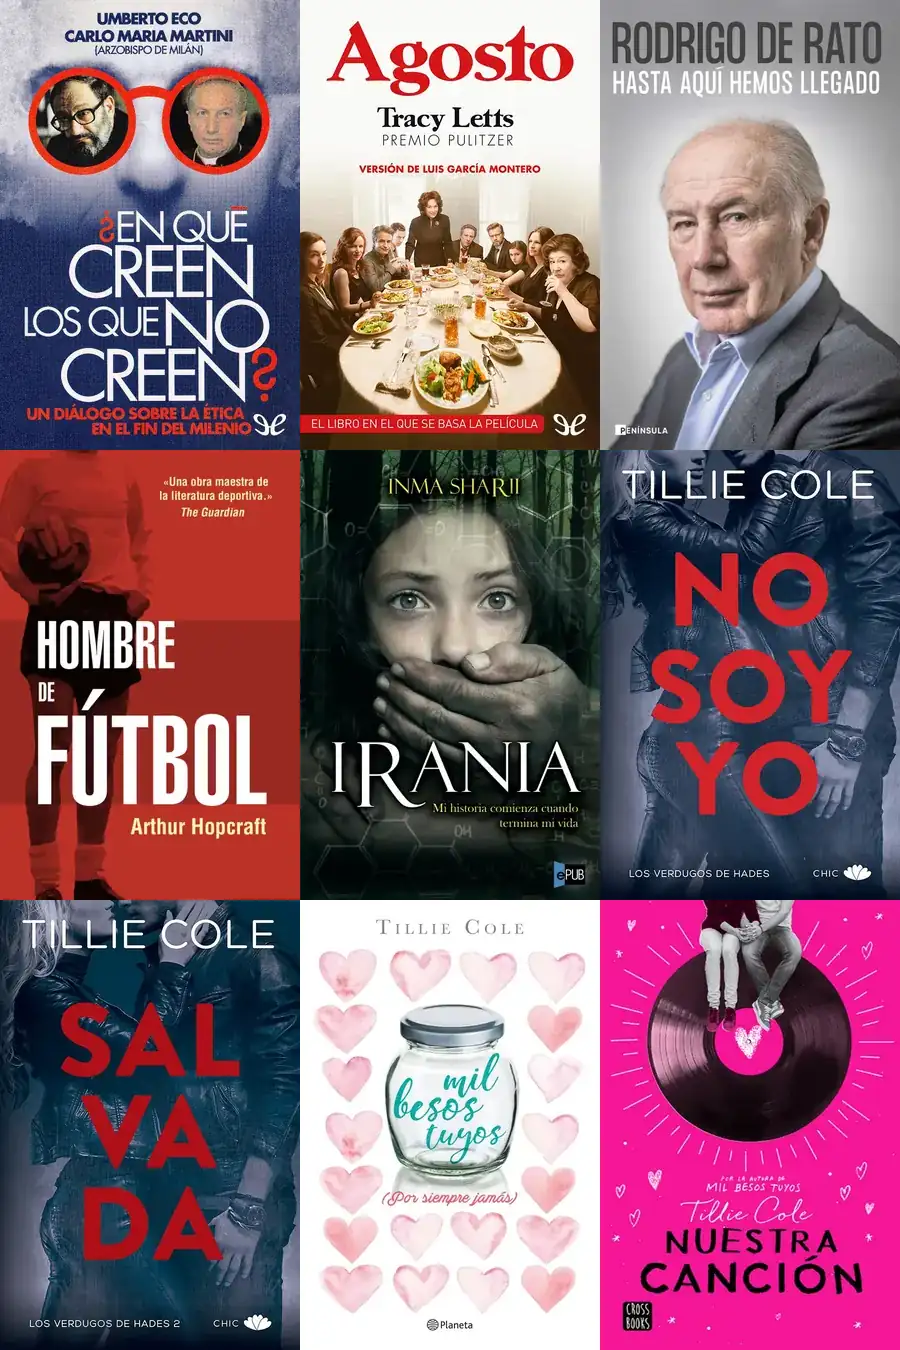 UMBERTO ECO
CARLO MARIA MARTINI
(ARZOBISPO DE MILÁN)
¿EN QUÉ
CREEN
LOS QUE NO
CREEN?
UN DIÁLOGO SOBRE LA ÉTICA
EN EL FIN DEL MILENIO
Agosto
Tracy Letts
PREMIO PULITZER
VERSIÓN DE LUIS GARCÍA MONTERO
EL LIBRO EN EL QUE SE BASA LA PELÍCULA
RODRIGO DE RATO
HASTA AQUÍ HEMOS LLEGADO
PENÍNSULA
«Una obra maestra de
la literatura deportiva.»
The Guardian
HOMBRE
DE
FÚTBOL
Arthur Hopcraft
INMA SHARII
IRANIA
Mi historia comienza cuando
termina mi vida
OH
ePUB
TILLIE COLE
NO
SOY
YO
LOS VERDUGOS DE HADES
CHIC
TILLIE COLE
SAL
VA
DA
LOS VERDUGOS DE HADES 2
CHIC
TILLIE COLE
mil
besos
tuyos
(Por siempre jamás)
Planeta
POR LA AUTORA DE
MIL BESOS TUYOS
Tillie Cole
NUESTRA
CANCIÓN
CROSS
BOOKS